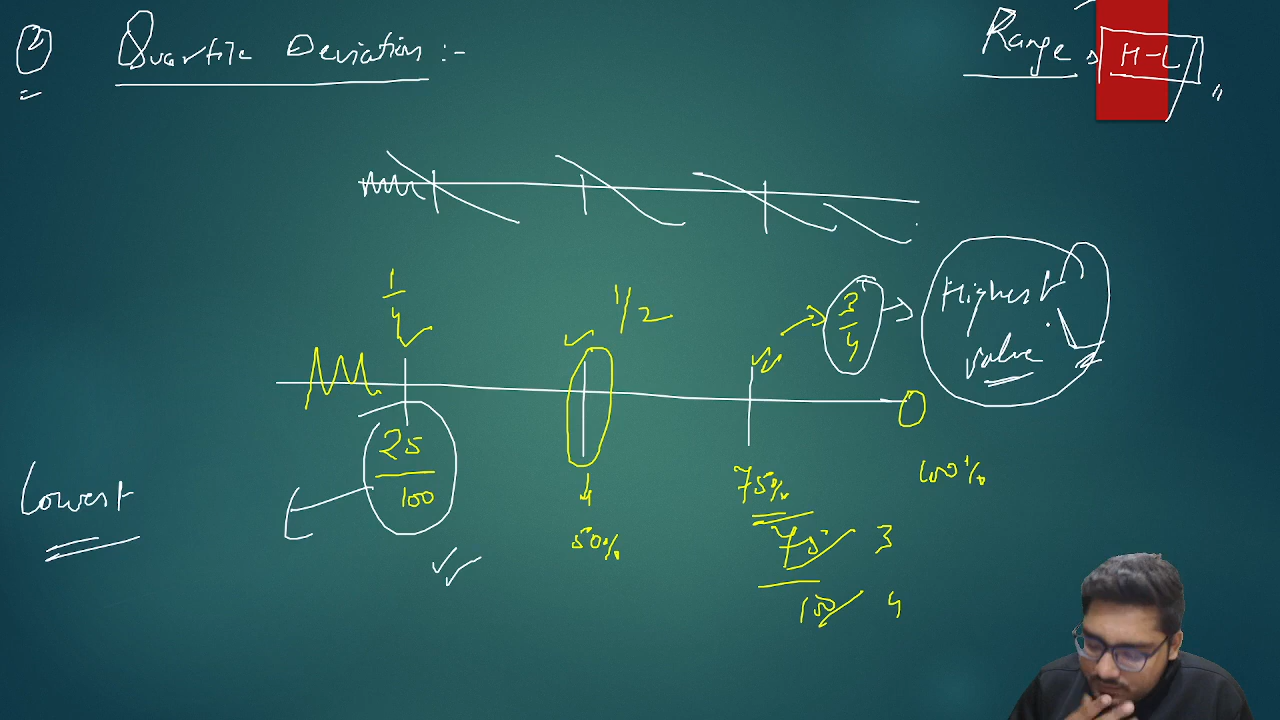 2 Quartile Deviation :-
Range = H-L
1/4
1/2
3/4
Highest
value
25/100
Lowest
50%
75%
100%
75 3
100 4